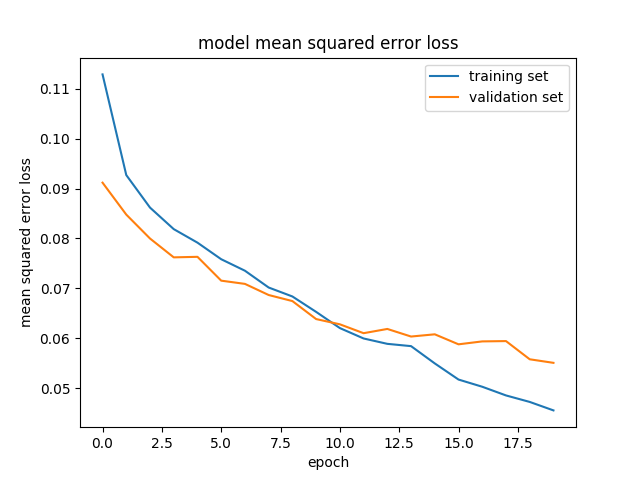 model mean squared error loss
training set
validation set
0.11
0.10
0.09
0.08
0.07
0.06
0.05
mean squared error loss
0.0 2.5 5.0 7.5 10.0 12.5 15.0 17.5
epoch